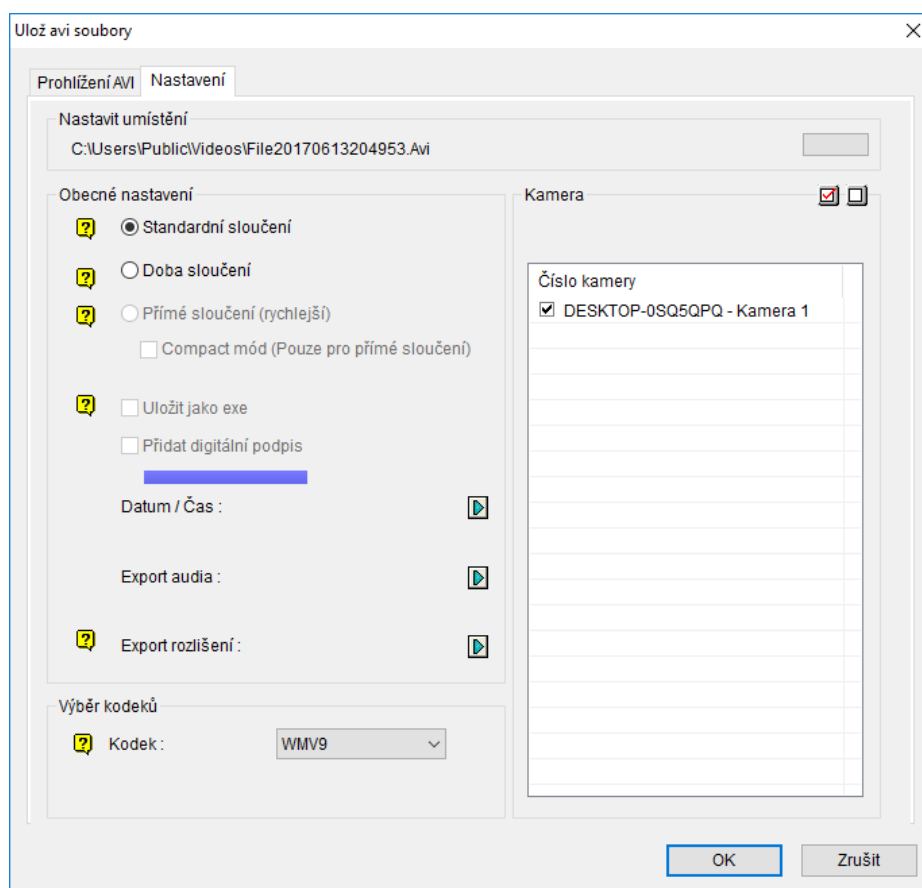 Ulož avi soubory
Prohlížení AVI
Nastavení
Nastavit umístění
C:\Users\Public\Videos\File20170613204953.Avi
Obecné nastavení
Standardní sloučení
Doba sloučení
Přímé sloučení (rychlejší)
Compact mód (Pouze pro přímé sloučení)
Uložit jako exe
Přidat digitální podpis
Datum / Čas :
Export audia :
Export rozlišení :
Výběr kodeků
Kodek :
WMV9
Kamera
Číslo kamery
DESKTOP-0SQ5QPQ - Kamera 1
OK
Zrušit